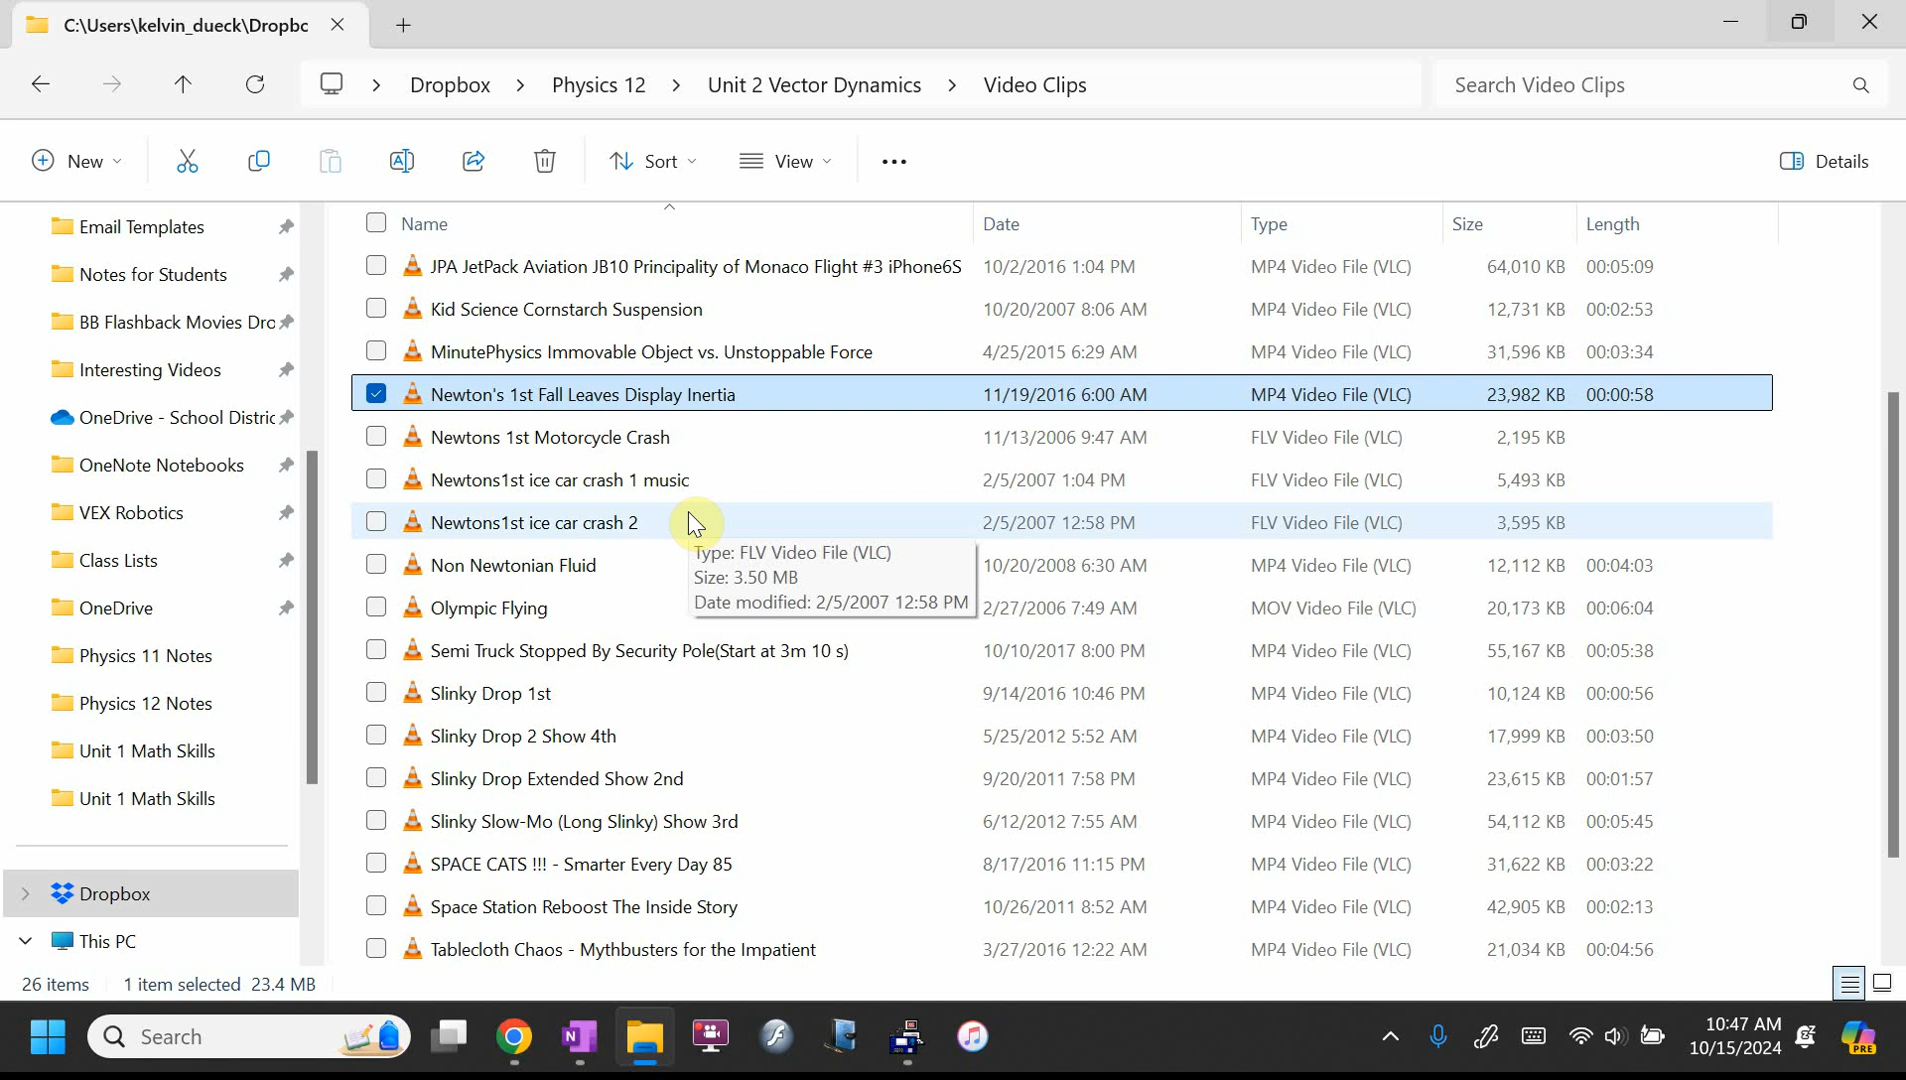 C:\Users\kelvin_dueck\Dropbc
Dropbox > Physics 12 > Unit 2 Vector Dynamics > Video Clips
Search Video Clips
New
Sort
View
Details
Email Templates
Notes for Students
BB Flashback Movies Drc
Interesting Videos
OneDrive - School Distric
OneNote Notebooks
VEX Robotics
Class Lists
OneDrive
Physics 11 Notes
Physics 12 Notes
Unit 1 Math Skills
Unit 1 Math Skills
Dropbox
This PC
Name Date Type Size Length
JPA JetPack Aviation JB10 Principality of Monaco Flight #3 iPhone6S 10/2/2016 1:04 PM MP4 Video File (VLC) 64,010 KB 00:05:09
Kid Science Cornstarch Suspension 10/20/2007 8:06 AM MP4 Video File (VLC) 12,731 KB 00:02:53
MinutePhysics Immovable Object vs. Unstoppable Force 4/25/2015 6:29 AM MP4 Video File (VLC) 31,596 KB 00:03:34
Newton's 1st Fall Leaves Display Inertia 11/19/2016 6:00 AM MP4 Video File (VLC) 23,982 KB 00:00:58
Newtons 1st Motorcycle Crash 11/13/2006 9:47 AM FLV Video File (VLC) 2,195 KB
Newtons1st ice car crash 1 music 2/5/2007 1:04 PM FLV Video File (VLC) 5,493 KB
Newtons1st ice car crash 2 2/5/2007 12:58 PM FLV Video File (VLC) 3,595 KB
Type: FLV Video File (VLC)
Size: 3.50 MB
Date modified: 2/5/2007 12:58 PM
Non Newtonian Fluid 10/20/2008 6:30 AM MP4 Video File (VLC) 12,112 KB 00:04:03
Olympic Flying 2/27/2006 7:49 AM MOV Video File (VLC) 20,173 KB 00:06:04
Semi Truck Stopped By Security Pole(Start at 3m 10 s) 10/10/2017 8:00 PM MP4 Video File (VLC) 55,167 KB 00:05:38
Slinky Drop 1st 9/14/2016 10:46 PM MP4 Video File (VLC) 10,124 KB 00:00:56
Slinky Drop 2 Show 4th 5/25/2012 5:52 AM MP4 Video File (VLC) 17,999 KB 00:03:50
Slinky Drop Extended Show 2nd 9/20/2011 7:58 PM MP4 Video File (VLC) 23,615 KB 00:01:57
Slinky Slow-Mo (Long Slinky) Show 3rd 6/12/2012 7:55 AM MP4 Video File (VLC) 54,112 KB 00:05:45
SPACE CATS !!! - Smarter Every Day 85 8/17/2016 11:15 PM MP4 Video File (VLC) 31,622 KB 00:03:22
Space Station Reboost The Inside Story 10/26/2011 8:52 AM MP4 Video File (VLC) 42,905 KB 00:02:13
Tablecloth Chaos - Mythbusters for the Impatient 3/27/2016 12:22 AM MP4 Video File (VLC) 21,034 KB 00:04:56
26 items 1 item selected 23.4 MB
Search
10:47 AM
10/15/2024
PRE